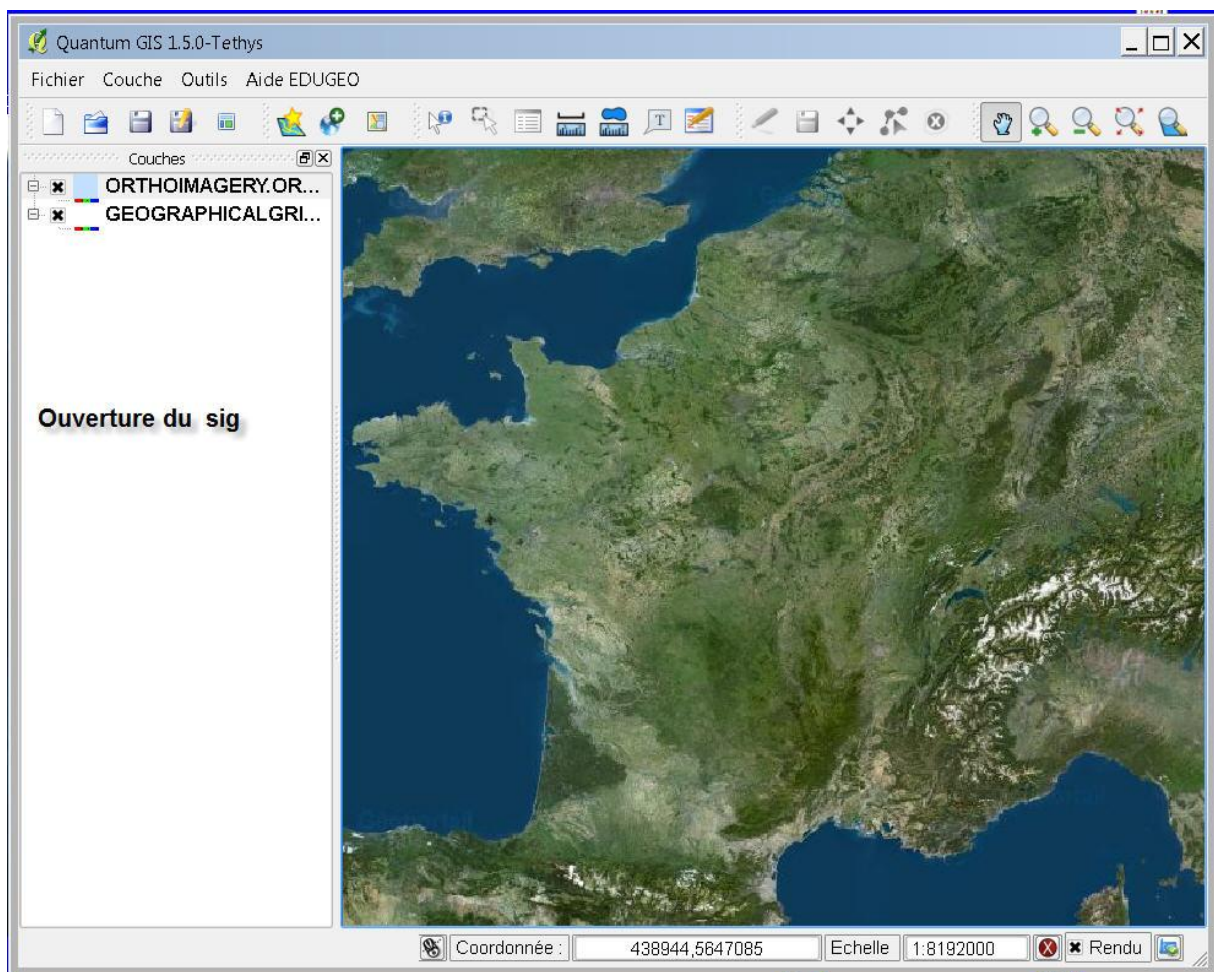 Quantum GIS 1.5.0-Tethys
Fichier Couche Outils Aide EDUGEO
T
Couches
ORTHOIMAGERY.OR...
GEOGRAPHICALGRI...
Ouverture du sig
Coordonnée : 438944,5647085 Echelle 1:8192000 Rendu